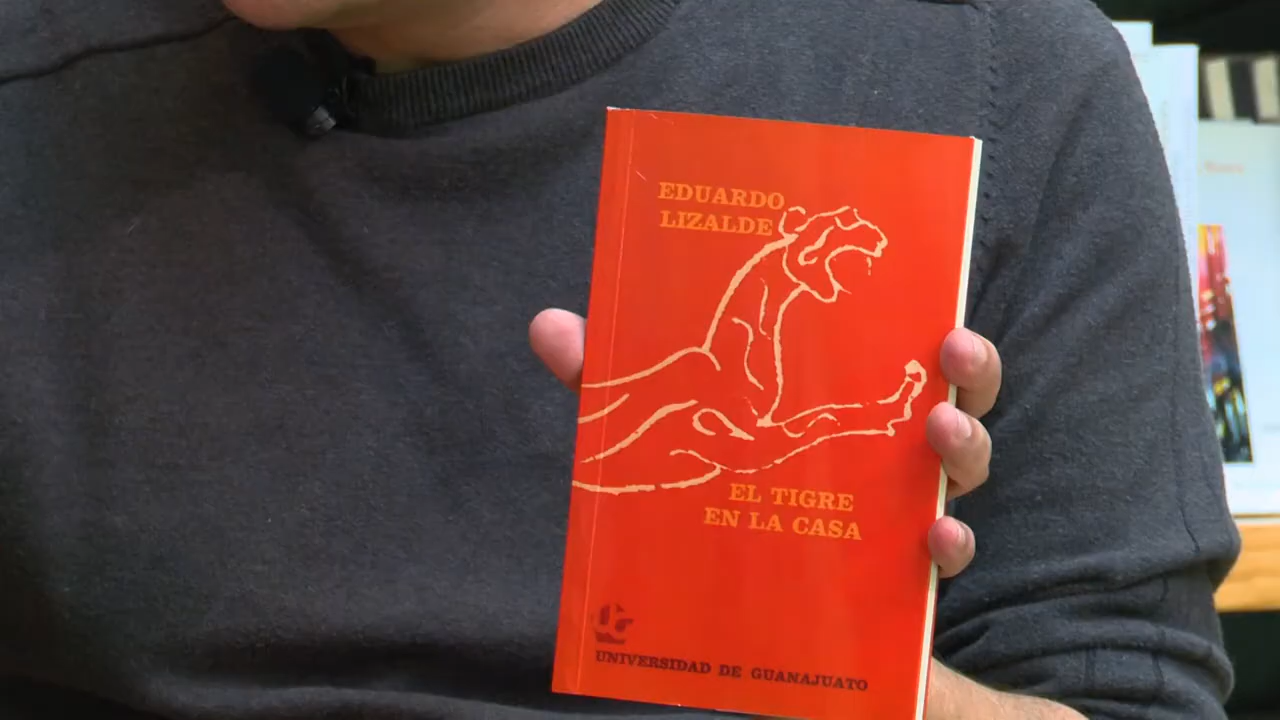 EDUARDO
LIZALDE
EL TIGRE
EN LA CASA
UNIVERSIDAD DE GUANAJUATO